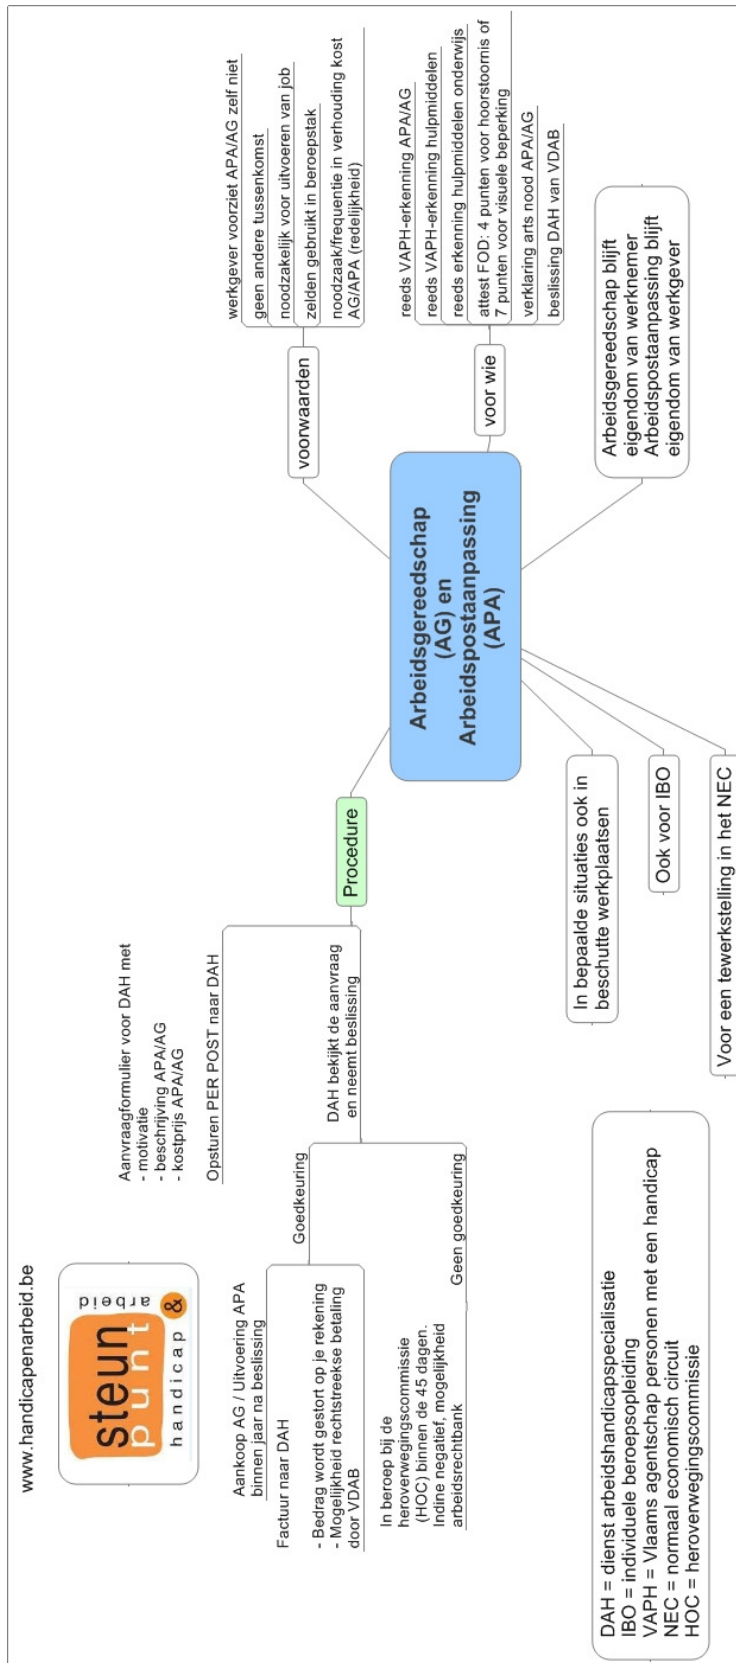 www.handicapenarbeid.be
steun
punt
handicap &
arbeid
Aanvraagformulier voor DAH met
- motivatie
- beschrijving APA/AG
- kostprijs APA/AG
Opsturen PER POST naar DAH
DAH bekijkt de aanvraag
en neemt beslissing
Goedkeuring
Aankoop AG / Uitvoering APA
binnen jaar na beslissing
Factuur naar DAH
- Bedrag wordt gestort op je rekening
- Mogelijkheid rechtstreekse betaling
door VDAB
Geen goedkeuring
In beroep bij de
heroverwegingscommissie
(HOC) binnen de 45 dagen.
Indine negatief, mogelijkheid
arbeidsrechtbank
Procedure
Arbeidsgereedschap
(AG) en
Arbeidspostaanpassing
(APA)
voorwaarden
werkgever voorziet APA/AG zelf niet
geen andere tussenkomst
noodzakelijk voor uitvoeren van job
zelden gebruikt in beroepstak
noodzaak/frequentie in verhouding kost
AG/APA (redelijkheid)
voor wie
reeds VAPH-erkenning APA/AG
reeds VAPH-erkenning hulpmiddelen
reeds erkenning hulpmiddelen onderwijs
attest FOD: 4 punten voor hoorstoornis of
7 punten voor visuele beperking
verklaring arts nood APA/AG
beslissing DAH van VDAB
Arbeidsgereedschap blijft
eigendom van werknemer
Arbeidspostaanpassing blijft
eigendom van werkgever
In bepaalde situaties ook in
beschutte werkplaatsen
Ook voor IBO
Voor een tewerkstelling in het NEC
DAH = dienst arbeidshandicapspecialisatie
IBO = individuele beroepsopleiding
VAPH = Vlaams agentschap personen met een handicap
NEC = normaal economisch circuit
HOC = heroverwegingscommissie